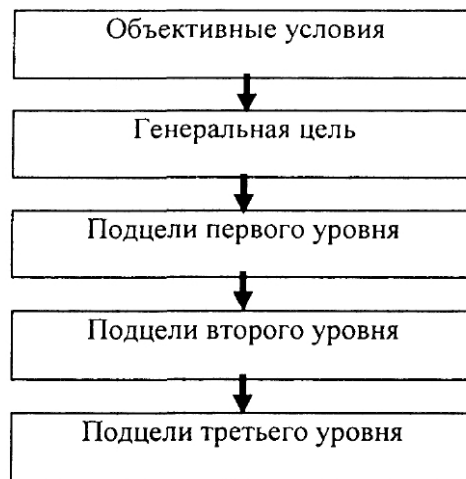 Объективные условия
Генеральная цель
Подцели первого уровня
Подцели второго уровня
Подцели третьего уровня